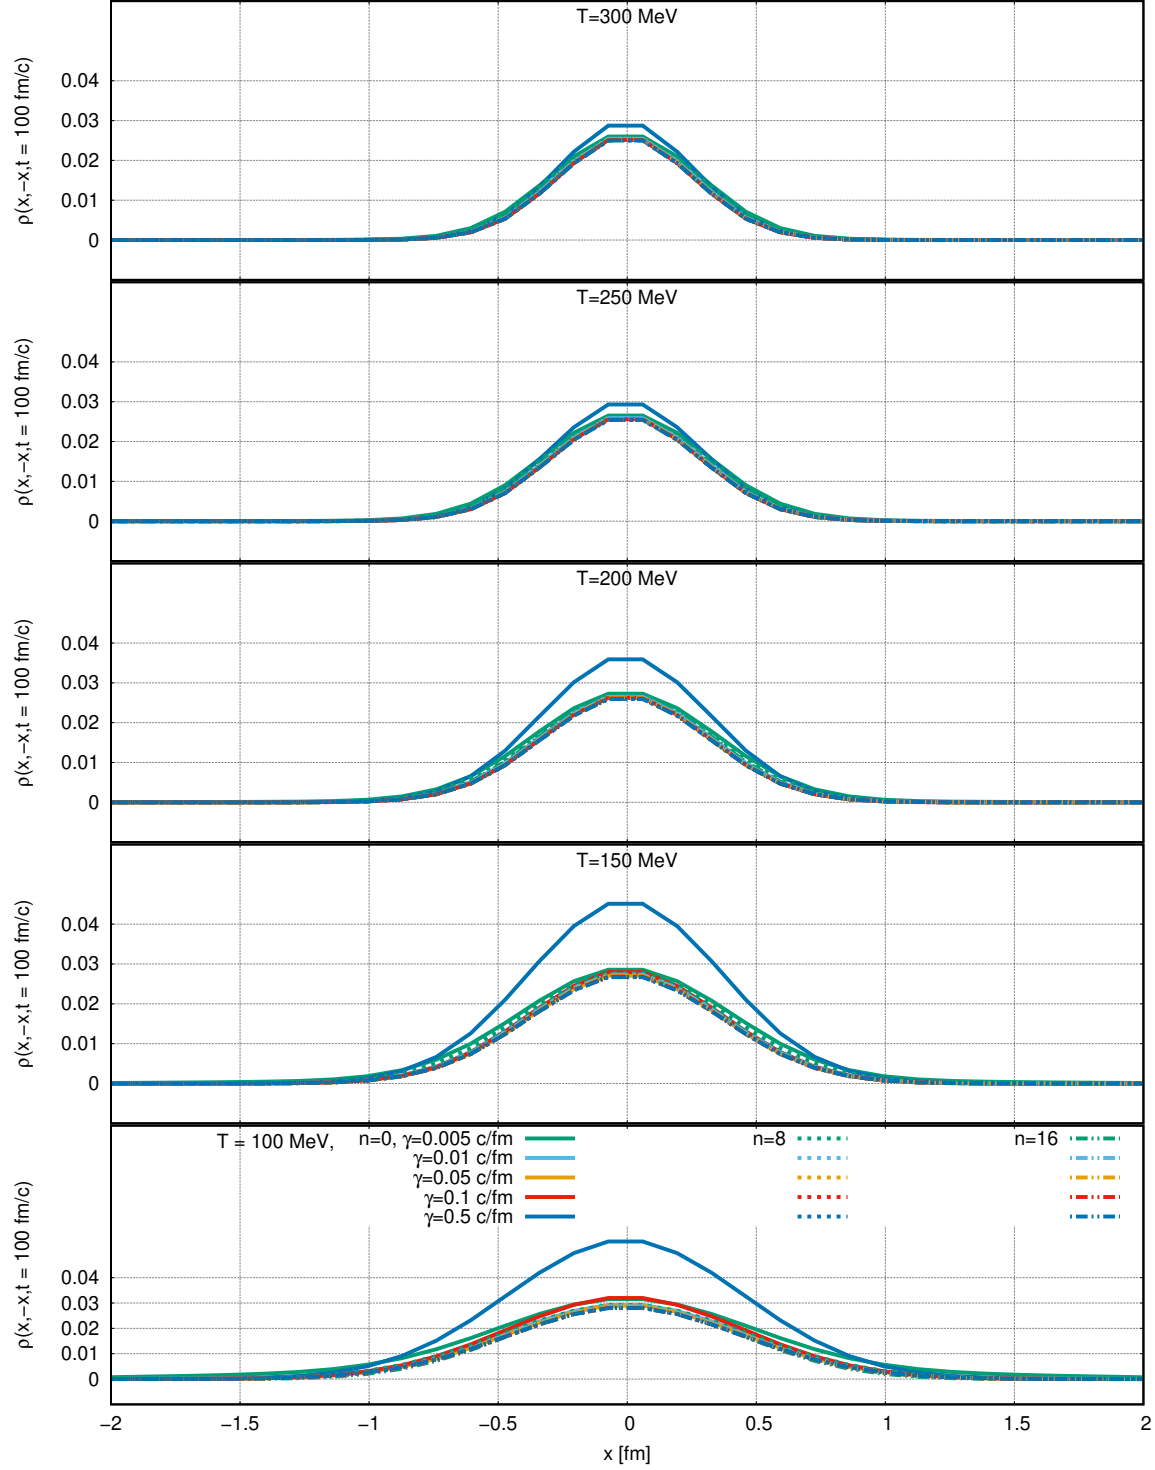 T=300 MeV
ρ(x,−x,t = 100 fm/c)
0.04
0.03
0.02
0.01
0
T=250 MeV
ρ(x,−x,t = 100 fm/c)
0.04
0.03
0.02
0.01
0
T=200 MeV
ρ(x,−x,t = 100 fm/c)
0.04
0.03
0.02
0.01
0
T=150 MeV
ρ(x,−x,t = 100 fm/c)
0.04
0.03
0.02
0.01
0
T = 100 MeV, n=0, γ=0.005 c/fm n=8 n=16
γ=0.01 c/fm
γ=0.05 c/fm
γ=0.1 c/fm
γ=0.5 c/fm
ρ(x,−x,t = 100 fm/c)
0.04
0.03
0.02
0.01
0
−2 −1.5 −1 −0.5 0 0.5 1 1.5 2
x [fm]